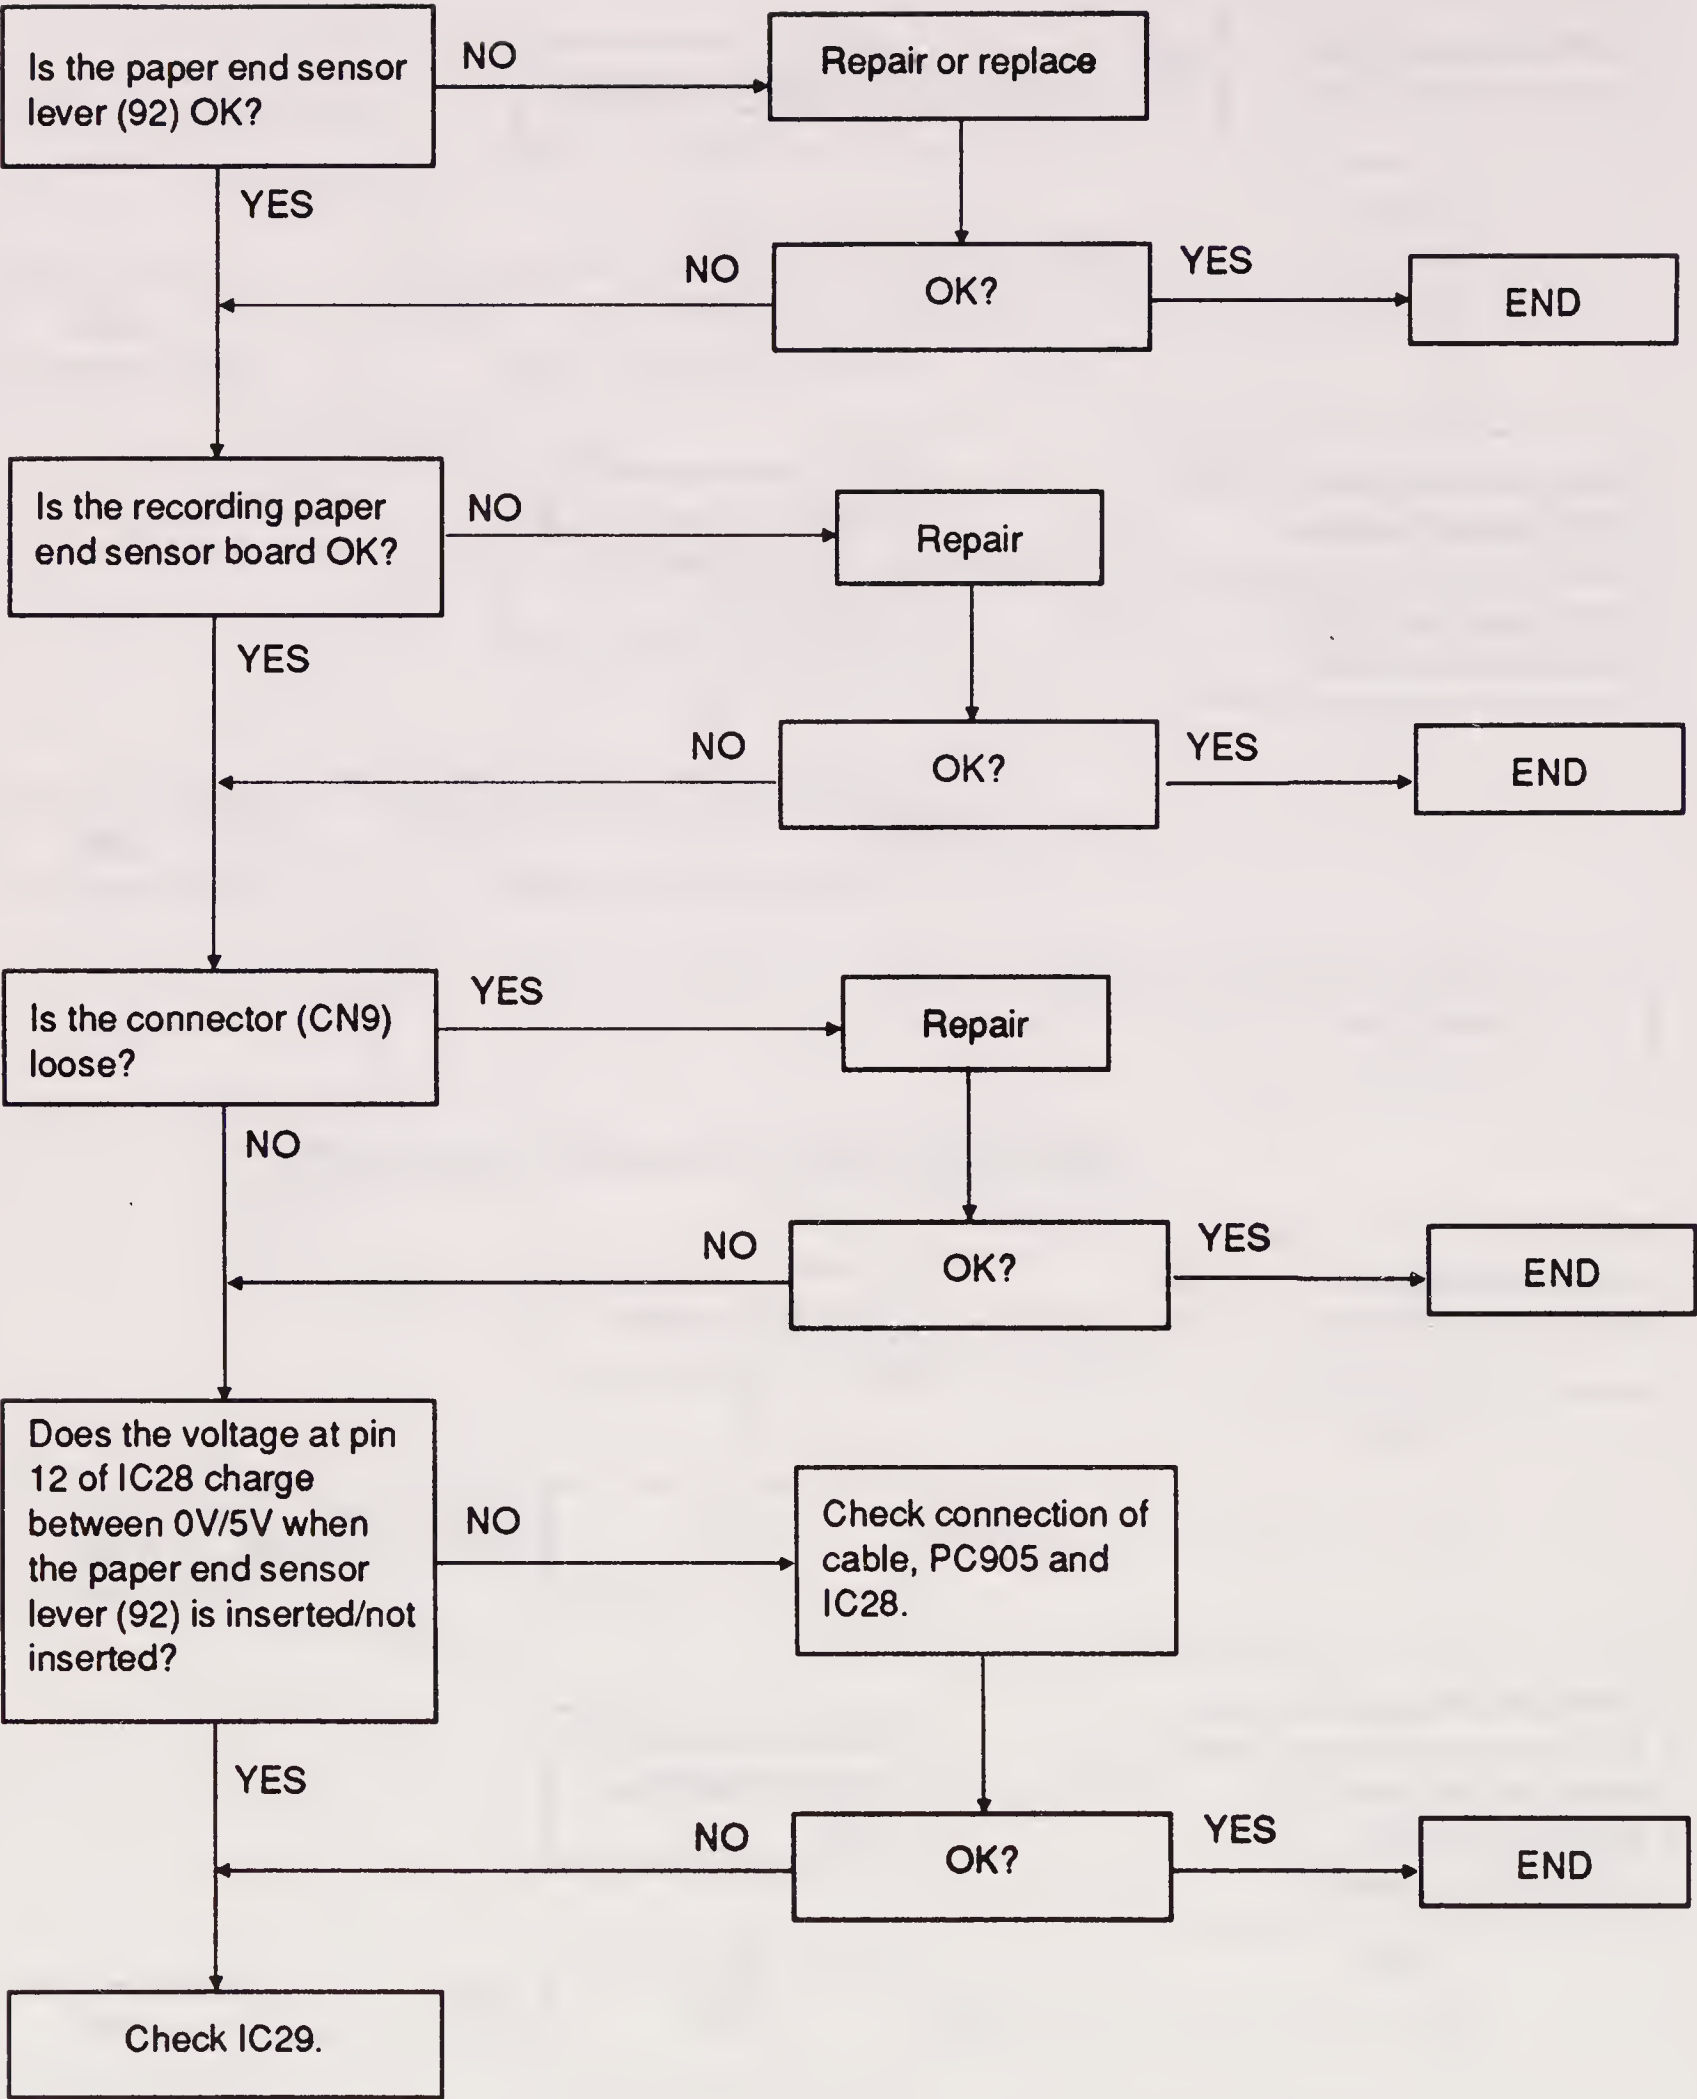 Is the paper end sensor
lever (92) OK?
NO
Repair or replace
YES
NO
OK?
YES
END
Is the recording paper
end sensor board OK?
NO
Repair
YES
NO
OK?
YES
END
Is the connector (CN9)
loose?
YES
Repair
NO
NO
OK?
YES
END
Does the voltage at pin
12 of IC28 charge
between 0V/5V when
the paper end sensor
lever (92) is inserted/not
inserted?
NO
Check connection of
cable, PC905 and
IC28.
YES
NO
OK?
YES
END
Check IC29.